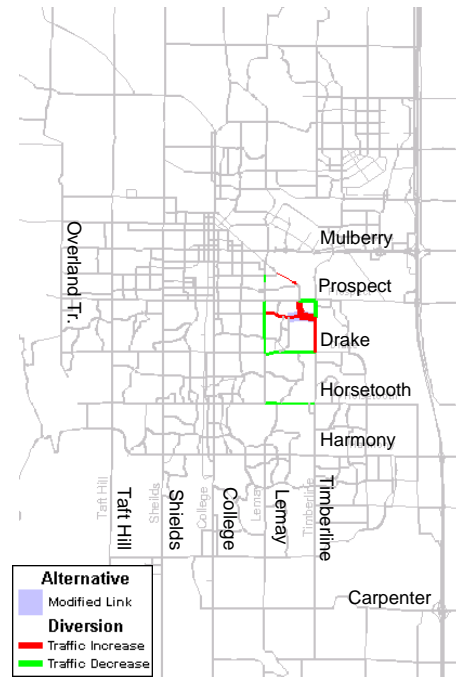 Mulberry
Overland Tr.
Prospect
Drake
Horsetooth
Harmony
Taft Hill
Taft Hill
Shields
Shields
College
College
Lemay
Lemay
Timberline
Timberline
Carpenter
Alternative
Modified Link
Diversion
Traffic Increase
Traffic Decrease